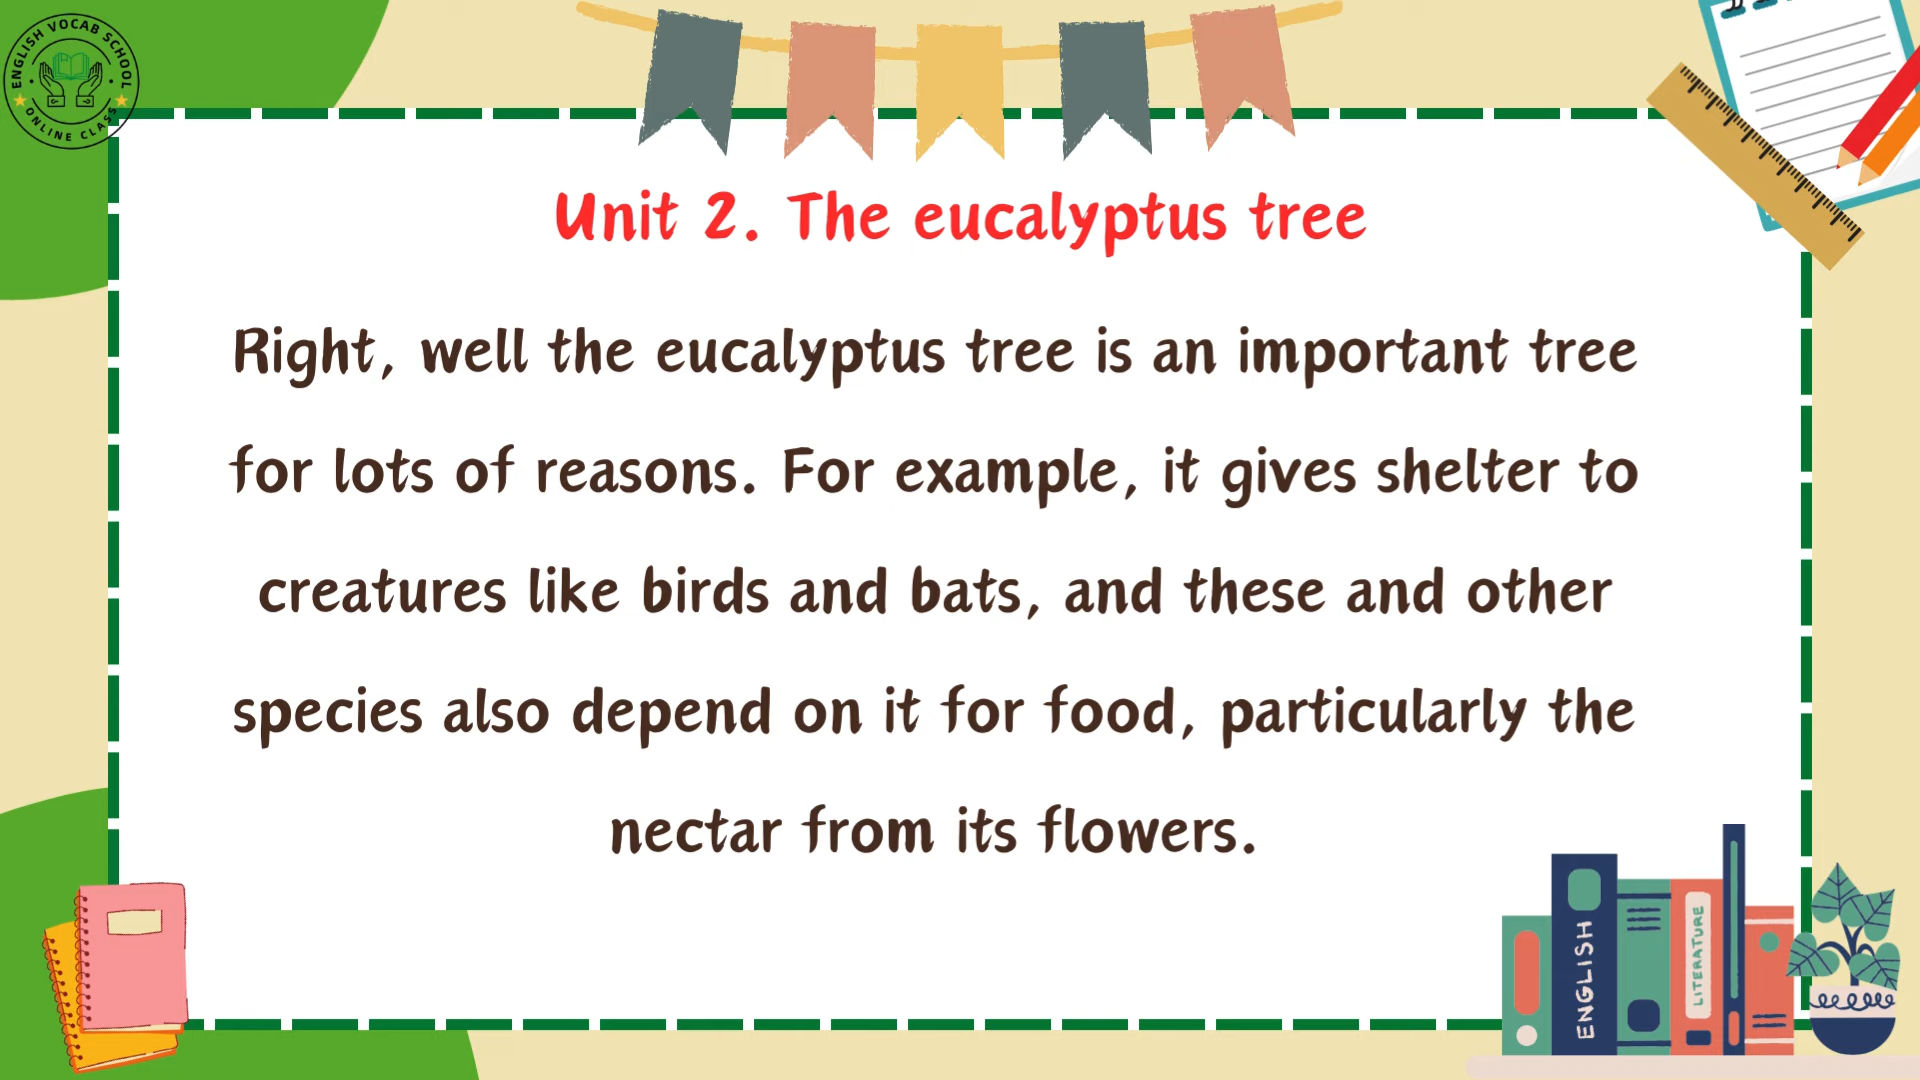 ENGLISH VOCAB SCHOOL
ONLINE CLASS
Unit 2. The eucalyptus tree
Right, well the eucalyptus tree is an important tree
for lots of reasons. For example, it gives shelter to
creatures like birds and bats, and these and other
species also depend on it for food, particularly the
nectar from its flowers.
ENGLISH
LITERATURE